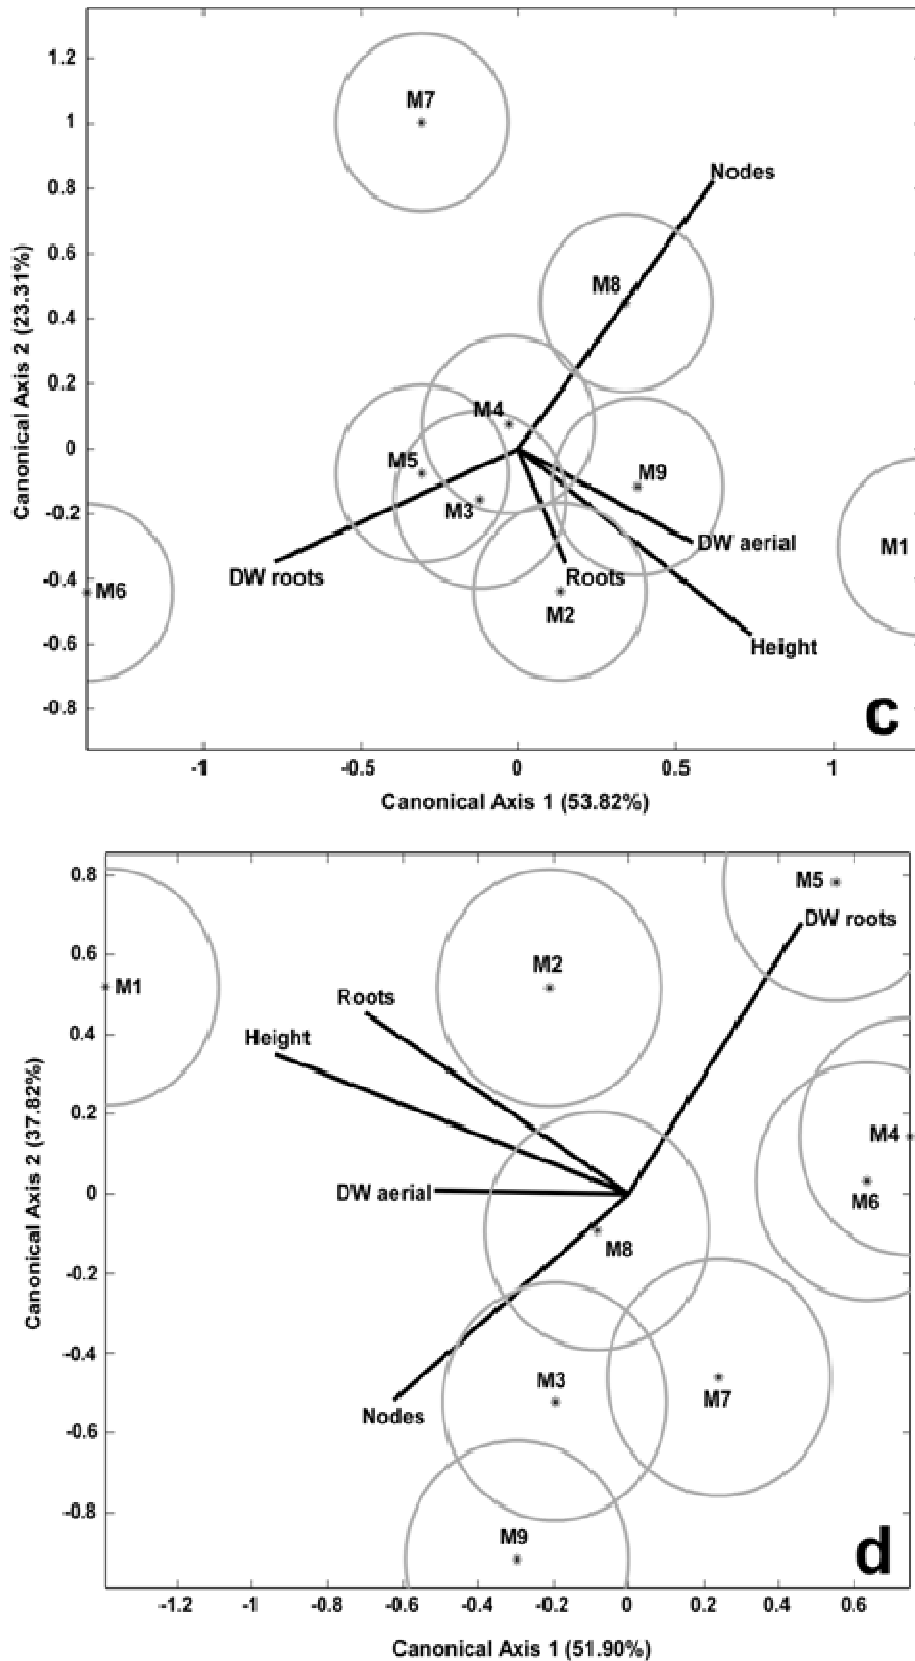 1.2
M7
1
Nodes
0.8
0.6
M8
0.4
0.2
M4
0
M5
M9
-0.2
M3
DW aerial
M1
DW roots
Roots
-0.4
M6
M2
-0.6
Height
-0.8
c
-1
-0.5
0
0.5
1
Canonical Axis 2 (23.31%)
Canonical Axis 1 (53.82%)
0.8
M5
DW roots
0.6
M2
M1
Roots
0.4
Height
0.2
M4
DW aerial
0
M6
M8
-0.2
-0.4
M3
M7
Nodes
-0.6
-0.8
M9
d
-1.2
-1
-0.8
-0.6
-0.4
-0.2
0
0.2
0.4
0.6
Canonical Axis 2 (37.82%)
Canonical Axis 1 (51.90%)